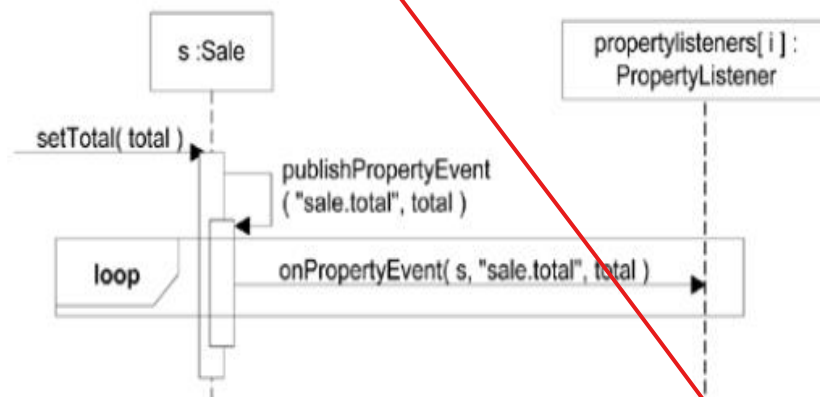 s :Sale
propertylisteners[ i ] :
PropertyListener
setTotal( total )
publishPropertyEvent
( "sale.total", total )
loop
onPropertyEvent( s, "sale.total", total )